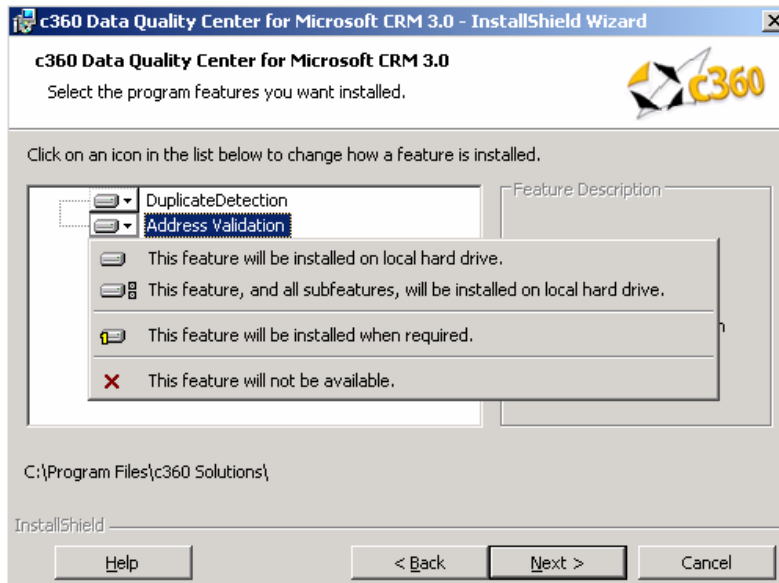 c360 Data Quality Center for Microsoft CRM 3.0 - InstallShield Wizard
c360 Data Quality Center for Microsoft CRM 3.0
Select the program features you want installed.
c360
Click on an icon in the list below to change how a feature is installed.
DuplicateDetection
Address Validation
Feature Description
This feature will be installed on local hard drive.
This feature, and all subfeatures, will be installed on local hard drive.
This feature will be installed when required.
This feature will not be available.
C:\Program Files\c360 Solutions\
InstallShield
Help
< Back
Next >
Cancel